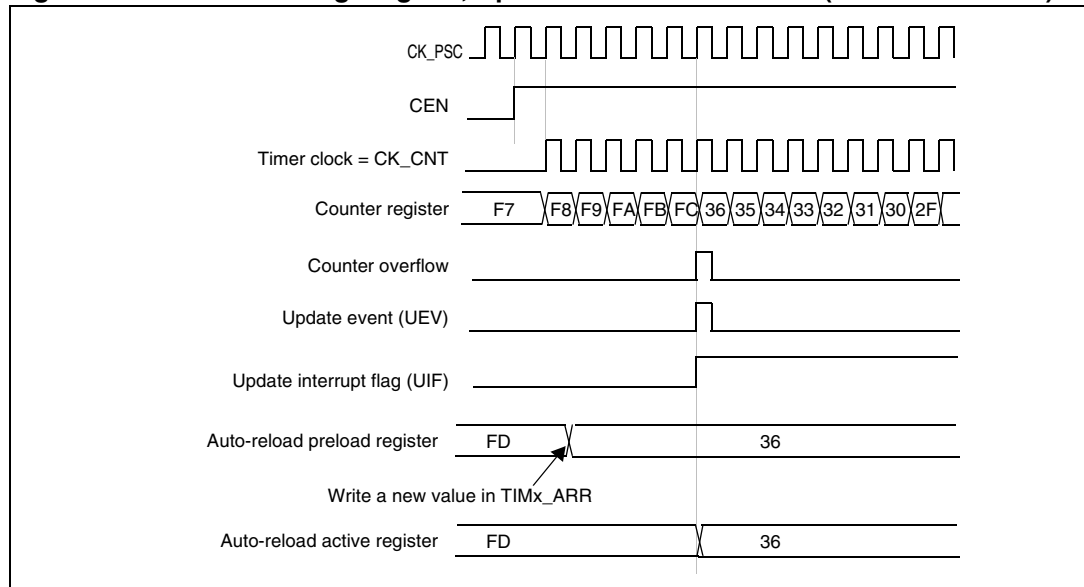 CK_PSC
CEN
Timer clock = CK_CNT
Counter register F7 F8 F9 FA FB FC 36 35 34 33 32 31 30 2F
Counter overflow
Update event (UEV)
Update interrupt flag (UIF)
Auto-reload preload register FD 36
Write a new value in TIMx_ARR
Auto-reload active register FD 36